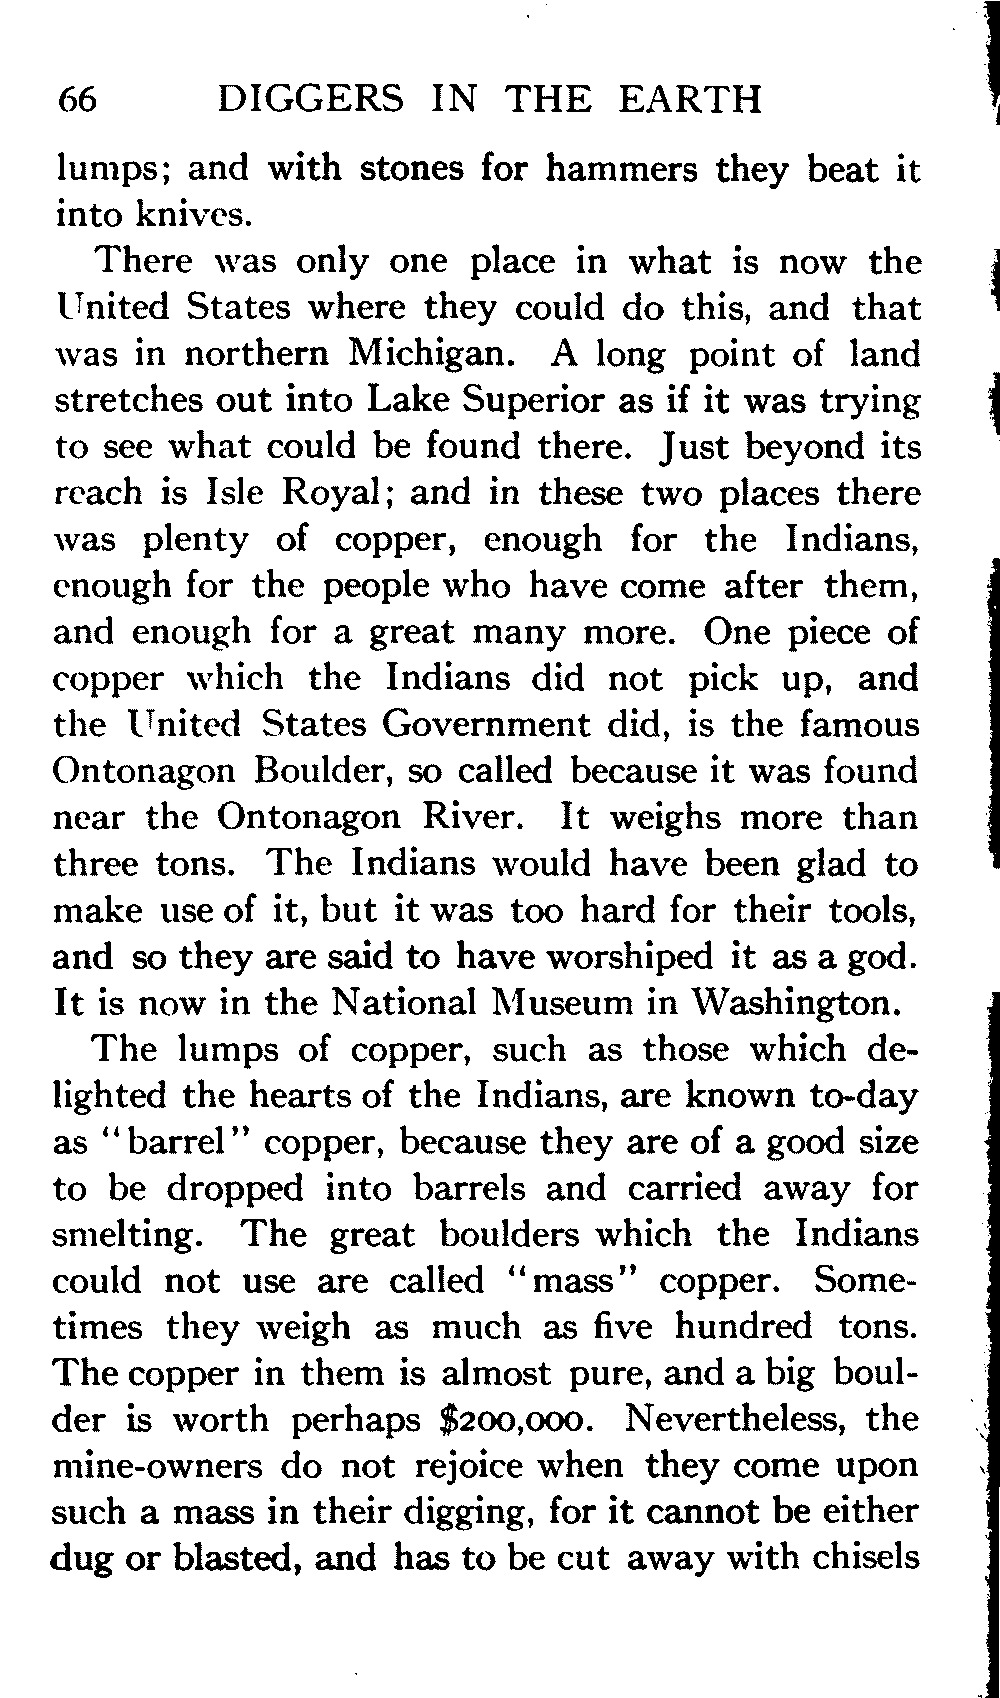 66 DIGGERS IN THE EARTH
lumps; and with stones for hammers they beat it
into knives.
There was only one place in what is now the
United States where they could do this, and that
was in northern Michigan. A long point of land
stretches out into Lake Superior as if it was trying
to see what could be found there. Just beyond its
reach is Isle Royal; and in these two places there
was plenty of copper, enough for the Indians,
enough for the people who have come after them,
and enough for a great many more. One piece of
copper which the Indians did not pick up, and
the United States Government did, is the famous
Ontonagon Boulder, so called because it was found
near the Ontonagon River. It weighs more than
three tons. The Indians would have been glad to
make use of it, but it was too hard for their tools,
and so they are said to have worshiped it as a god.
It is now in the National Museum in Washington.
The lumps of copper, such as those which de-
lighted the hearts of the Indians, are known to-day
as "barrel" copper, because they are of a good size
to be dropped into barrels and carried away for
smelting. The great boulders which the Indians
could not use are called "mass" copper. Some-
times they weigh as much as five hundred tons.
The copper in them is almost pure, and a big boul-
der is worth perhaps $200,000. Nevertheless, the
mine-owners do not rejoice when they come upon
such a mass in their digging, for it cannot be either
dug or blasted, and has to be cut away with chisels